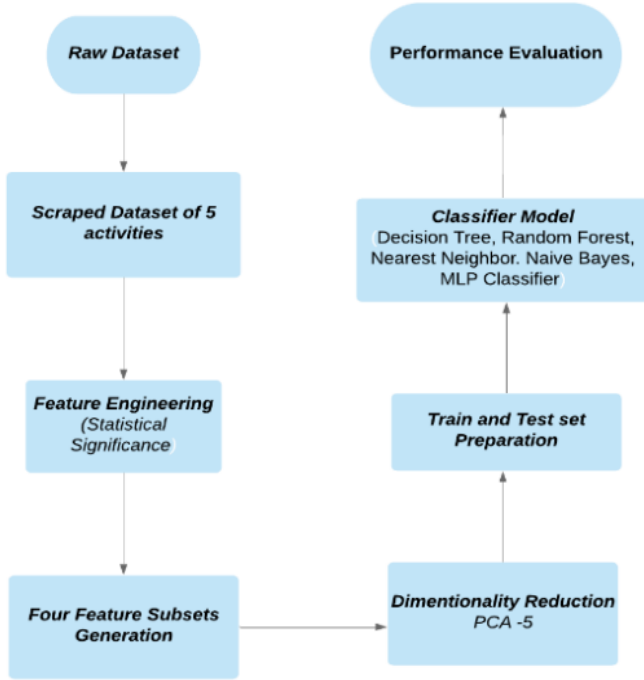 Raw Dataset
Scraped Dataset of 5
activities
Feature Engineering
(Statistical
Significance)
Four Feature Subsets
Generation
Dimentionality Reduction
PCA -5
Train and Test set
Preparation
Classifier Model
(Decision Tree, Random Forest,
Nearest Neighbor. Naive Bayes,
MLP Classifier)
Performance Evaluation